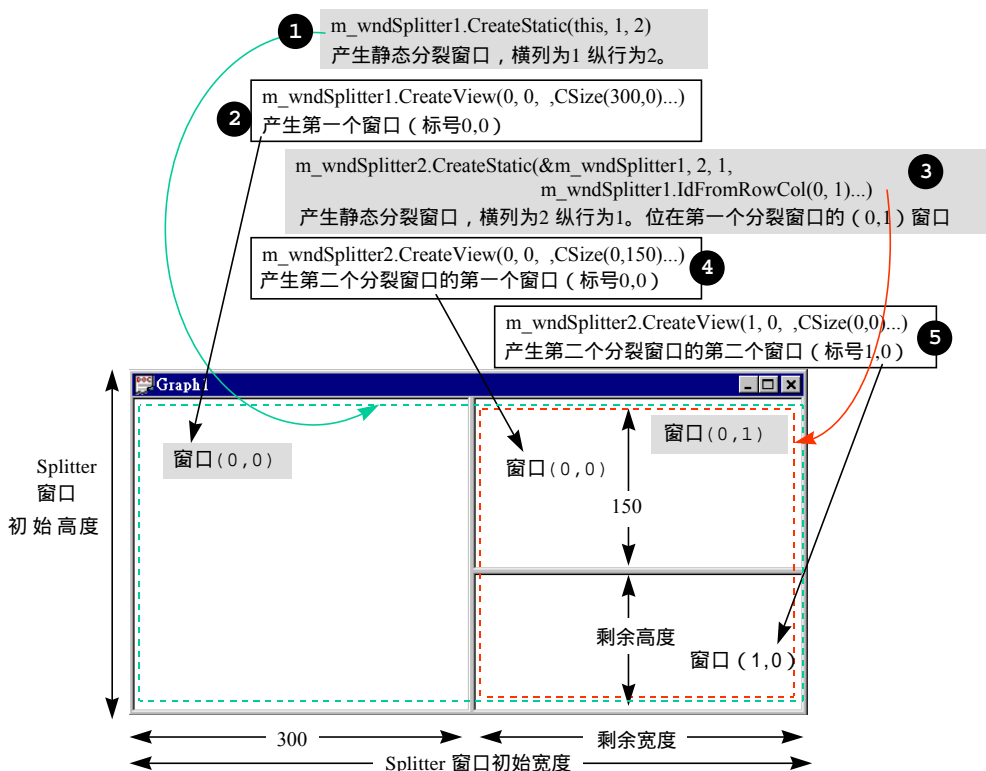 1
m_wndSplitter1.CreateStatic(this, 1, 2)
产生静态分裂窗口，横列为1 纵行为2。
2
m_wndSplitter1.CreateView(0, 0, ,CSize(300,0)...)
产生第一个窗口（标号0,0）
m_wndSplitter2.CreateStatic(&m_wndSplitter1, 2, 1,
m_wndSplitter1.IdFromRowCol(0, 1)...)
3
产生静态分裂窗口，横列为2 纵行为1。位在第一个分裂窗口的（0,1）窗口
m_wndSplitter2.CreateView(0, 0, ,CSize(0,150)...)
4
产生第二个分裂窗口的第一个窗口（标号0,0）
m_wndSplitter2.CreateView(1, 0, ,CSize(0,0)...)
5
产生第二个分裂窗口的第二个窗口（标号1,0）
Graph1
窗口(0,0)
窗口(0,0)
窗口(0,1)
Splitter
窗口
初始高度
150
剩余高度
窗口（1,0）
300
剩余宽度
Splitter 窗口初始宽度